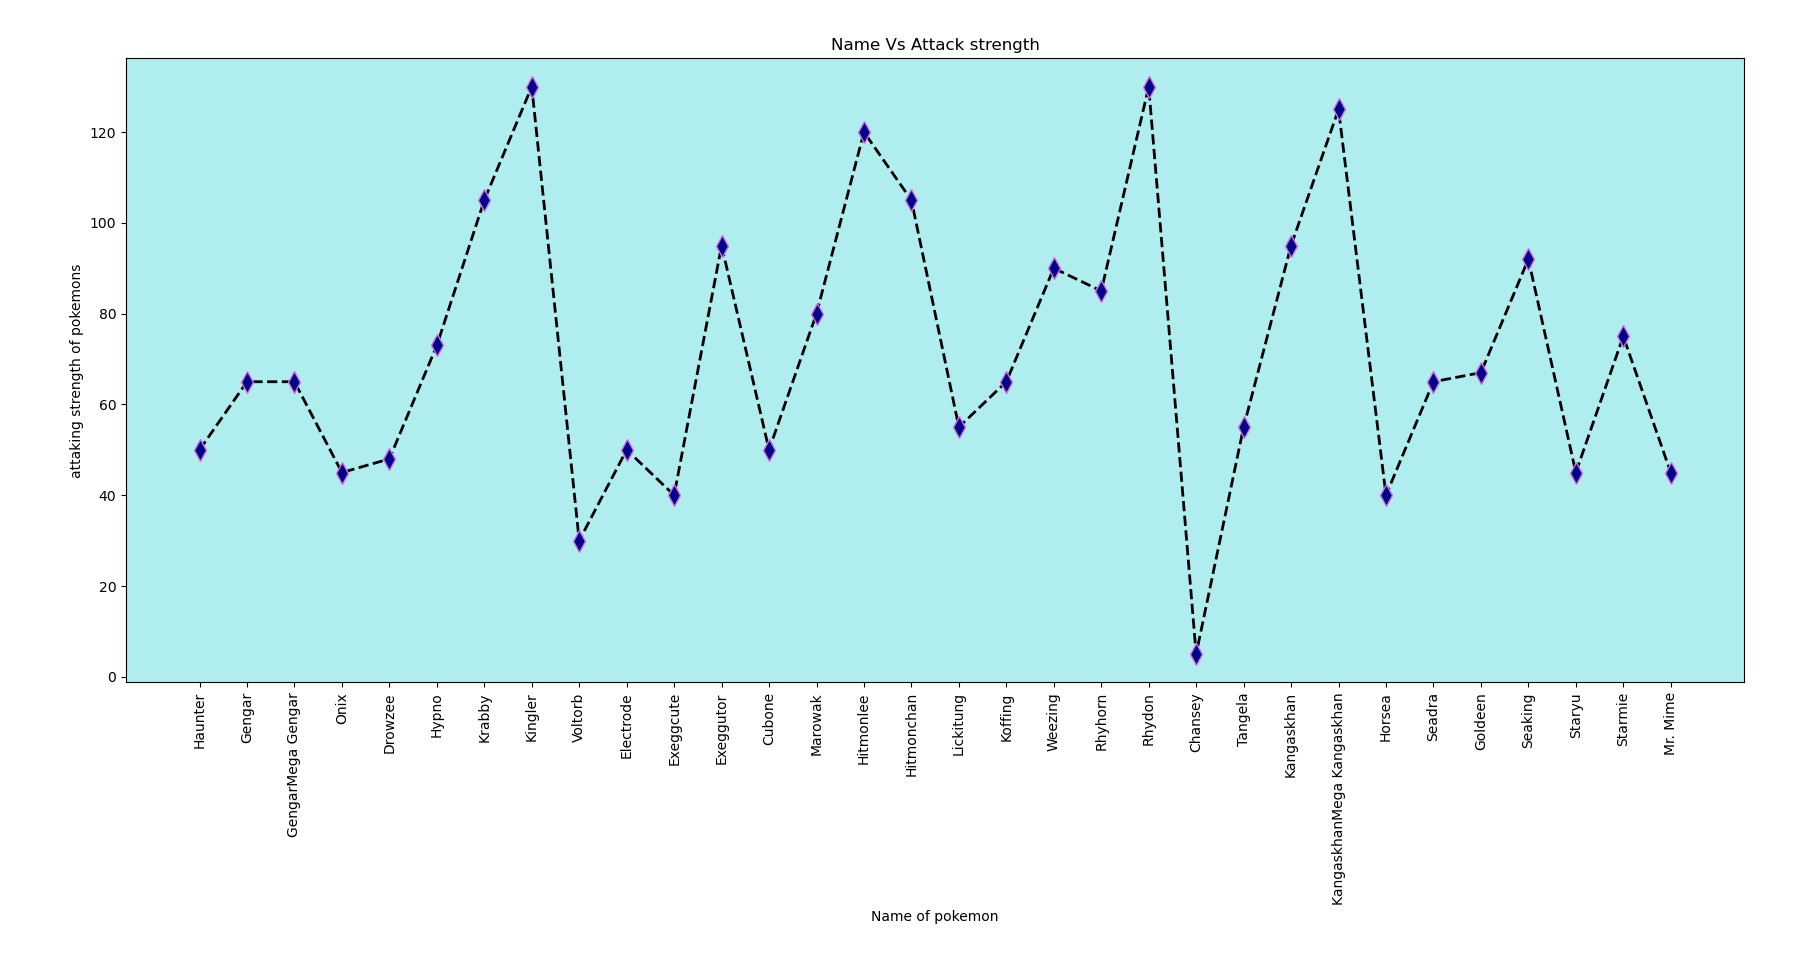 Name Vs Attack strength
attaking strength of pokemons
120
100
80
60
40
20
0
Haunter
Gengar
GengarMega Gengar
Onix
Drowzee
Hypno
Krabby
Kingler
Voltorb
Electrode
Exeggcute
Exeggutor
Cubone
Marowak
Hitmonlee
Hitmonchan
Lickitung
Koffing
Weezing
Rhyhorn
Rhydon
Chansey
Tangela
Kangaskhan
KangaskhanMega Kangaskhan
Horsea
Seadra
Goldeen
Seaking
Staryu
Starmie
Mr. Mime
Name of pokemon